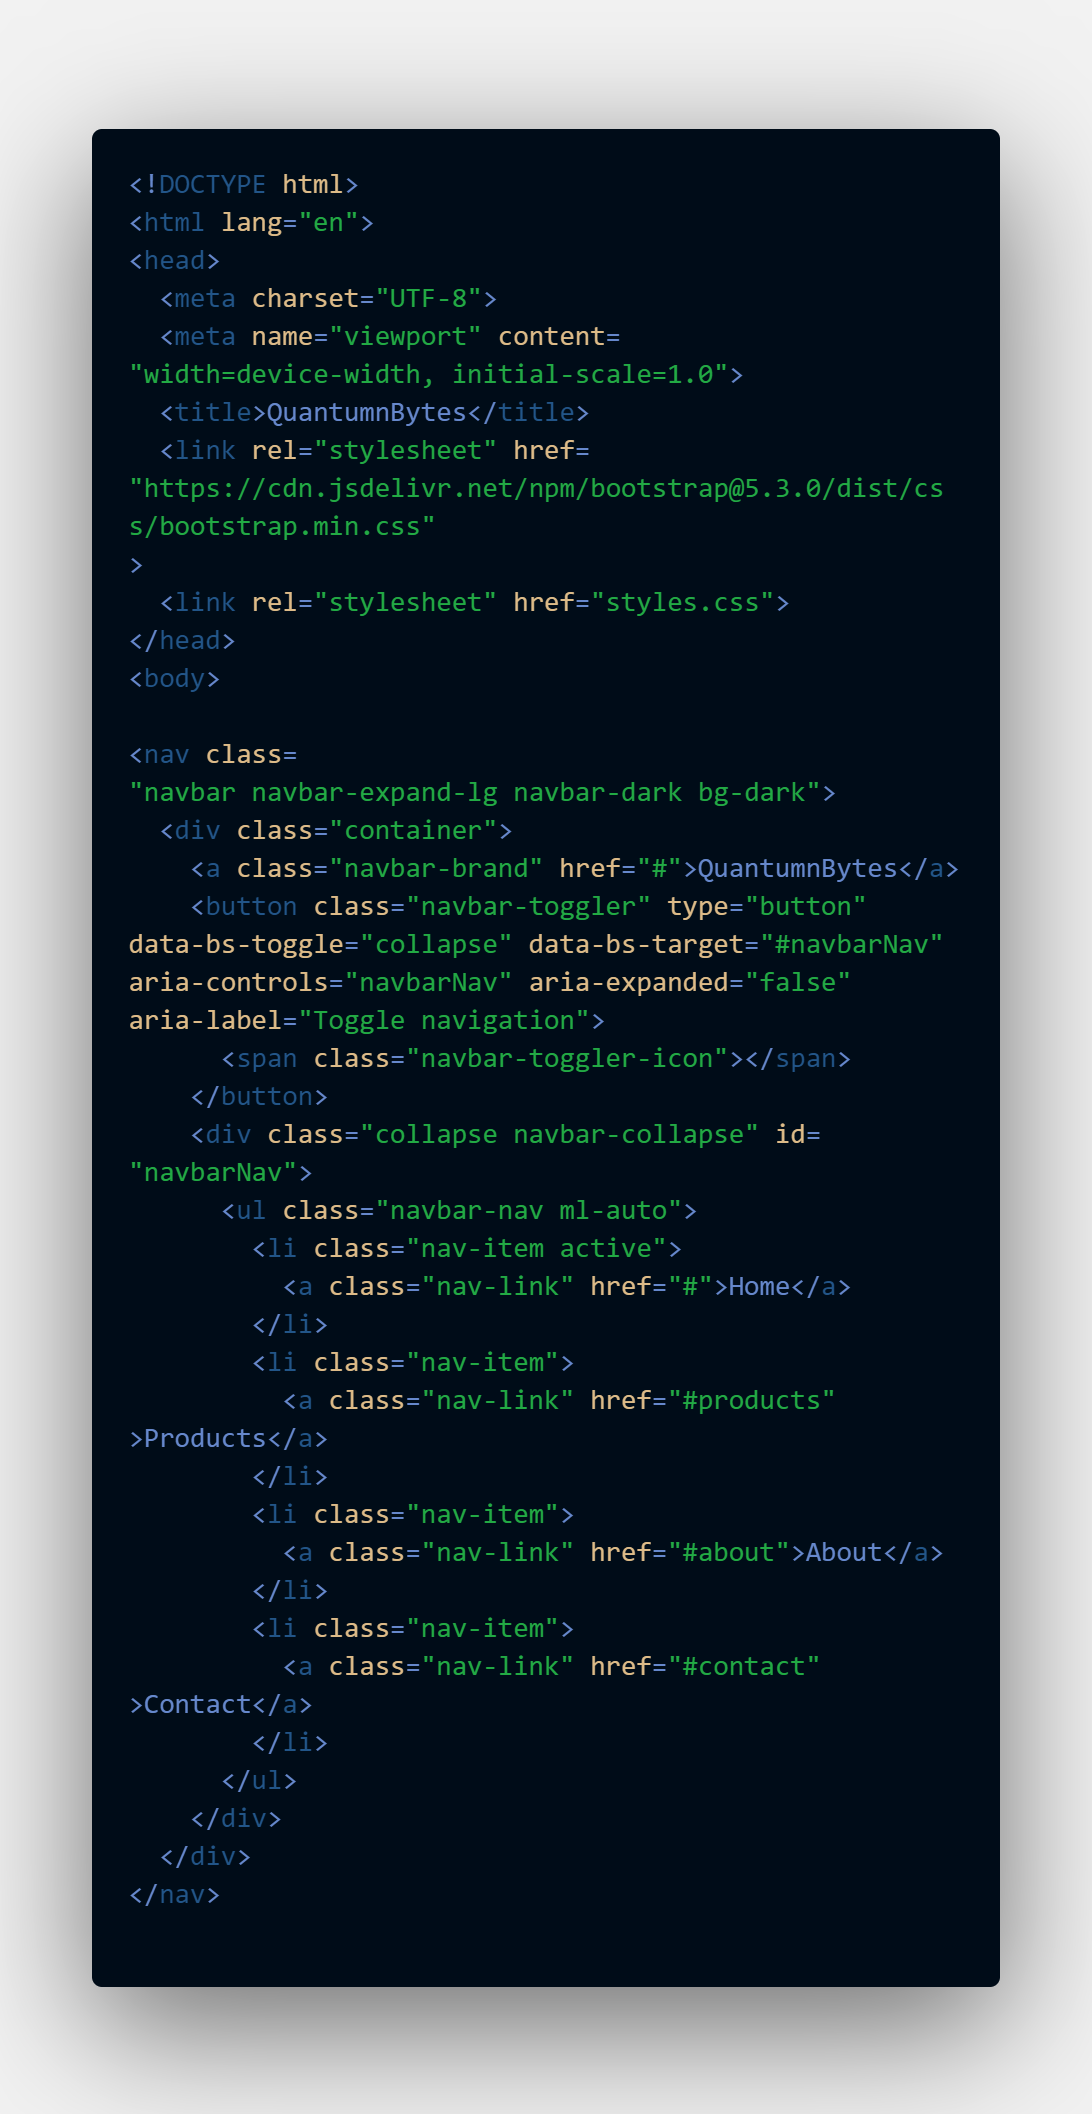 <!DOCTYPE html>
<html lang="en">
<head>
  <meta charset="UTF-8">
  <meta name="viewport" content=
"width=device-width, initial-scale=1.0">
  <title>QuantumnBytes</title>
  <link rel="stylesheet" href=
"https://cdn.jsdelivr.net/npm/bootstrap@5.3.0/dist/cs
s/bootstrap.min.css"
>
  <link rel="stylesheet" href="styles.css">
</head>
<body>

<nav class=
"navbar navbar-expand-lg navbar-dark bg-dark">
  <div class="container">
    <a class="navbar-brand" href="#">QuantumnBytes</a>
    <button class="navbar-toggler" type="button"
data-bs-toggle="collapse" data-bs-target="#navbarNav"
aria-controls="navbarNav" aria-expanded="false"
aria-label="Toggle navigation">
      <span class="navbar-toggler-icon"></span>
    </button>
    <div class="collapse navbar-collapse" id=
"navbarNav">
      <ul class="navbar-nav ml-auto">
        <li class="nav-item active">
          <a class="nav-link" href="#">Home</a>
        </li>
        <li class="nav-item">
          <a class="nav-link" href="#products"
>Products</a>
        </li>
        <li class="nav-item">
          <a class="nav-link" href="#about">About</a>
        </li>
        <li class="nav-item">
          <a class="nav-link" href="#contact"
>Contact</a>
        </li>
      </ul>
    </div>
  </div>
</nav>